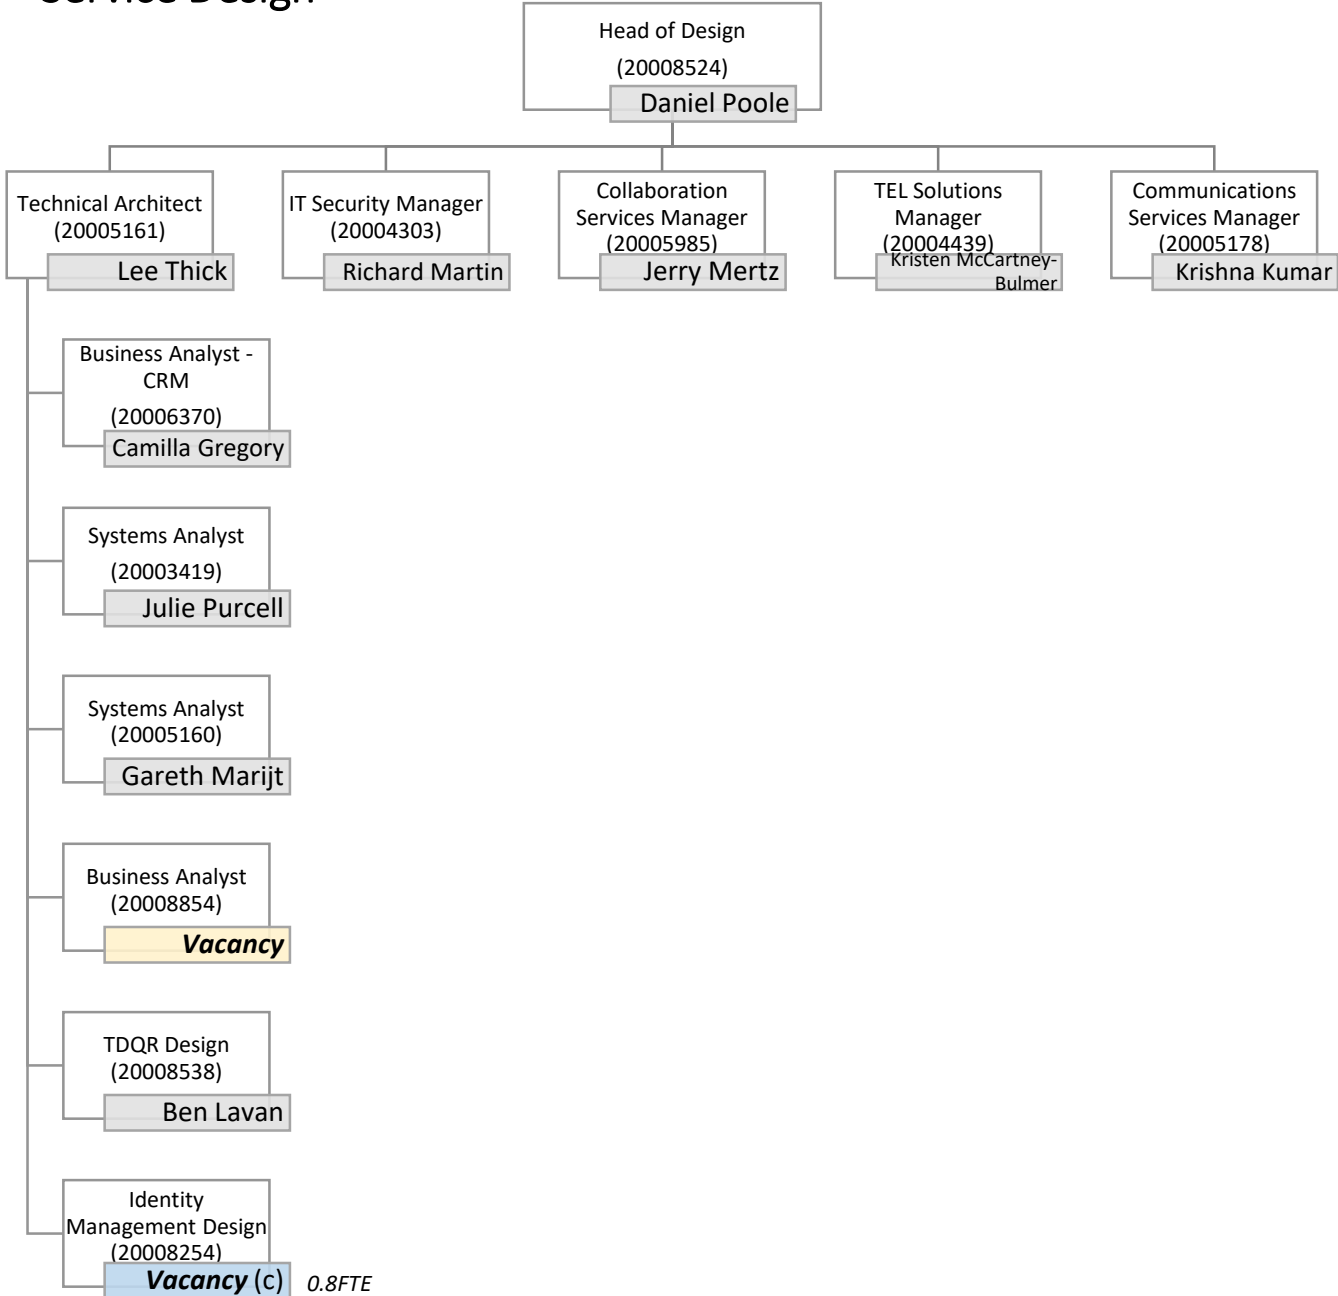 Service Design
Head of Design
(20008524)
Daniel Poole
Technical Architect
(20005161)
Lee Thick
IT Security Manager
(20004303)
Richard Martin
Collaboration
Services Manager
(20005985)
Jerry Mertz
TEL Solutions
Manager
(20004439)
Kristen McCartney-
Bulmer
Communications
Services Manager
(20005178)
Krishna Kumar
Business Analyst -
CRM
(20006370)
Camilla Gregory
Systems Analyst
(20003419)
Julie Purcell
Systems Analyst
(20005160)
Gareth Marijt
Business Analyst
(20008854)
Vacancy
TDQR Design
(20008538)
Ben Lavan
Identity
Management Design
(20008254)
Vacancy (c)
0.8FTE